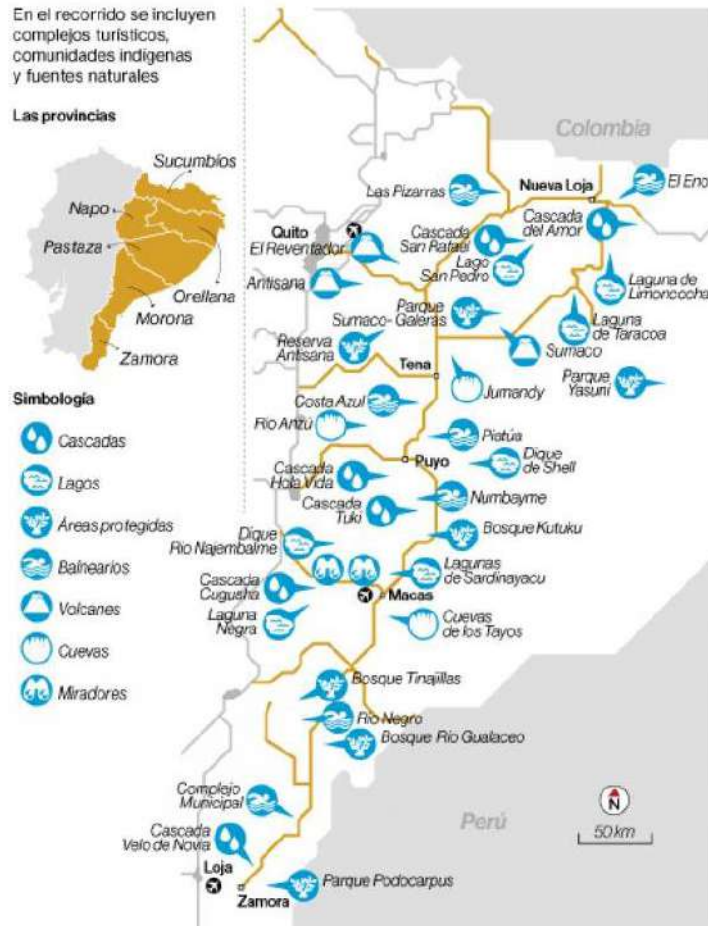 En el recorrido se incluyen
complejos turísticos,
comunidades indígenas
y fuentes naturales
Las provincias
Sucumbíos
Napo
Pastaza
Orellana
Morona
Zamora
Simbología
Cascadas
Lagos
Áreas protegidas
Balnearios
Volcanes
Cuevas
Miradores
Colombia
Las Pizarras
Nueva Loja
El Eno
Quito
El Reventador
Cascada
San Rafael
Cascada
del Amor
Antisana
Lago
San Pedro
Laguna de
Limoncocha
Parque
Sumaco-Galeras
Laguna
de Taracoa
Reserva
Antisana
Sumaco
Tena
Jumandy
Parque
Yasuní
Costa Azul
Río Anzú
Piatúa
Puyo
Dique
de Shell
Cascada
Hola Vida
Numbayme
Cascada
Tuki
Bosque Kutuku
Dique
Río Najembaime
Lagunas
de Sardinayacu
Cascada
Cugusha
Macas
Laguna
Negra
Cuevas
de los Tayos
Bosque Tinajillas
Río Negro
Bosque Río Gualaceo
Complejo
Municipal
Perú
N
50 km
Cascada
Velo de Novia
Loja
Zamora
Parque Podocarpus